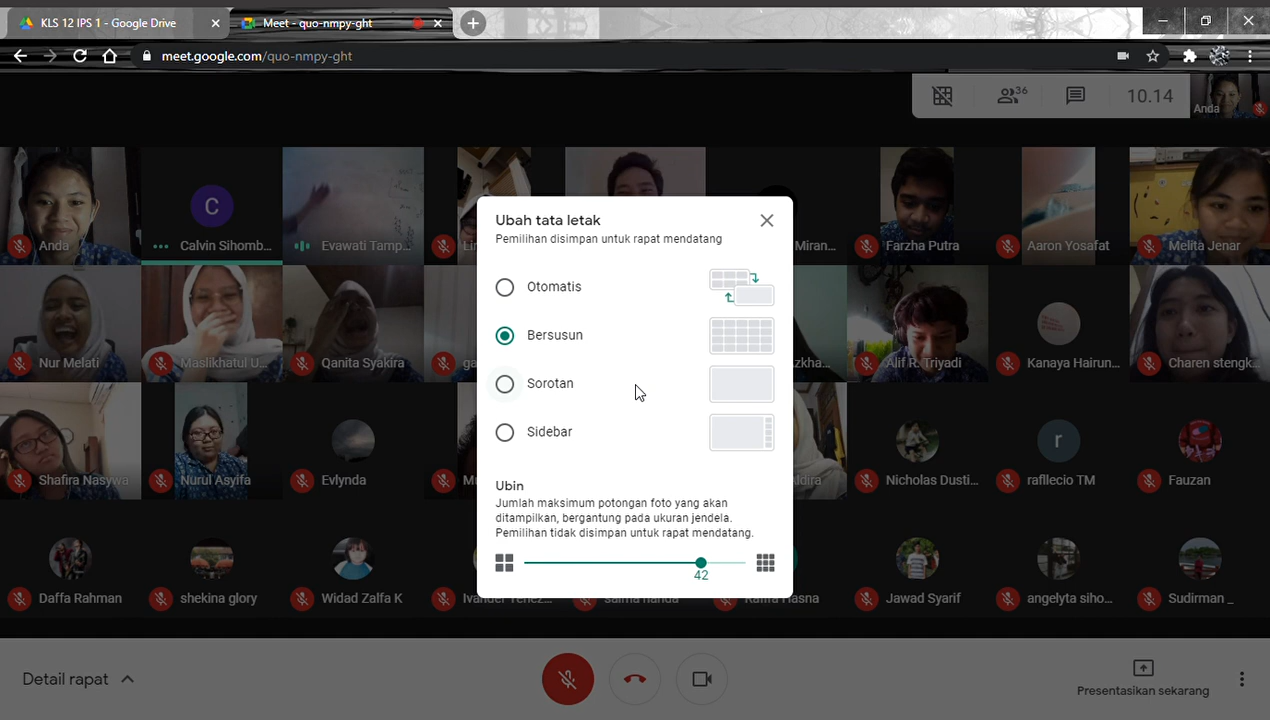 KLS 12 IPS 1 - Google Drive
Meet - quo-nmpy-ght
meet.google.com/quo-nmpy-ght
36
10.14
Anda
Anda
Calvin Sihomb...
Evawati Tamp...
Miran...
Farzha Putra
Aaron Yosafat
Melita Jenar
C
Ubah tata letak
Pemilihan disimpan untuk rapat mendatang
Otomatis
Bersusun
Sorotan
Sidebar
Ubin
Jumlah maksimum potongan foto yang akan
ditampilkan, bergantung pada ukuran jendela.
Pemilihan tidak disimpan untuk rapat mendatang.
42
Nur Melati
Maslikhatul U...
Qanita Syakira
Alif R. Triyadi
Kanaya Hairun...
Charen stengk...
Shafira Nasywa
Nurul Asyifa
Evlynda
Nicholas Dusti...
r
rafllecio TM
Fauzan
Daffa Rahman
shekina glory
Widad Zalfa K
Jawad Syarif
angelyta siho...
Sudirman _
Detail rapat
Presentasikan sekarang